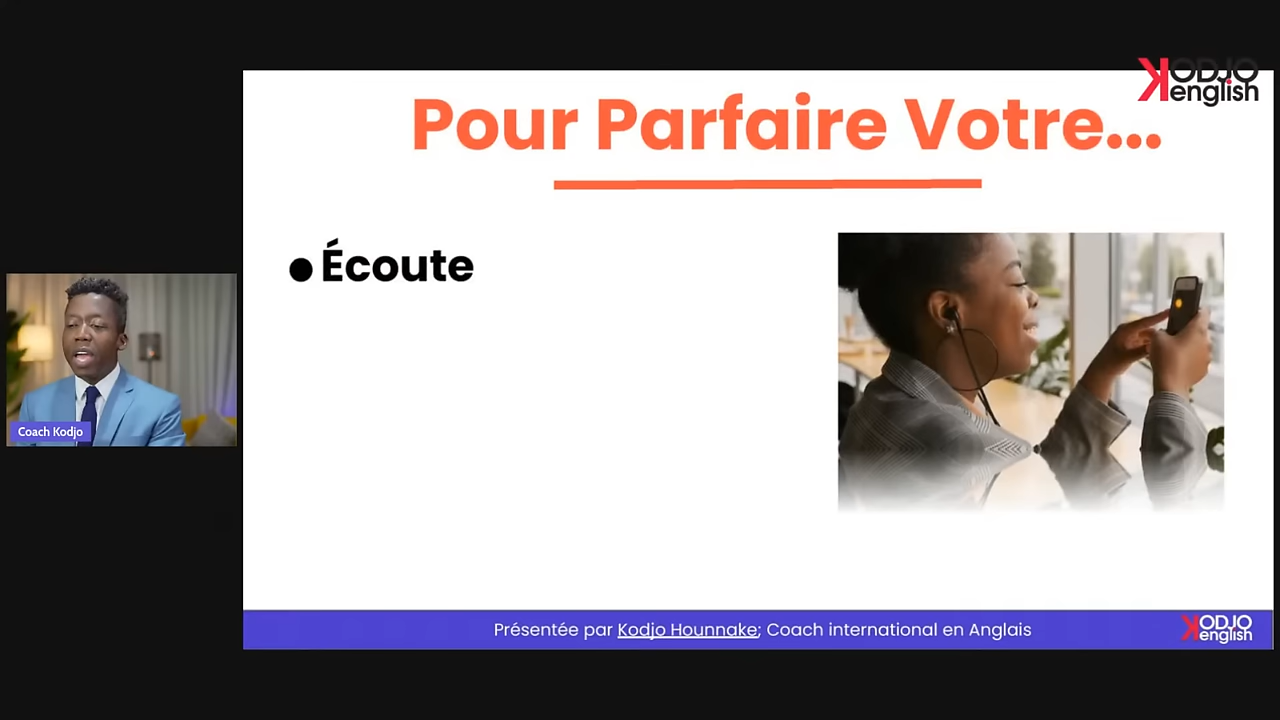 KODJO
english
Pour Parfaire Votre...
● Écoute
Coach Kodjo
Présentée par Kodjo Hounnake; Coach international en Anglais
KODJO
english